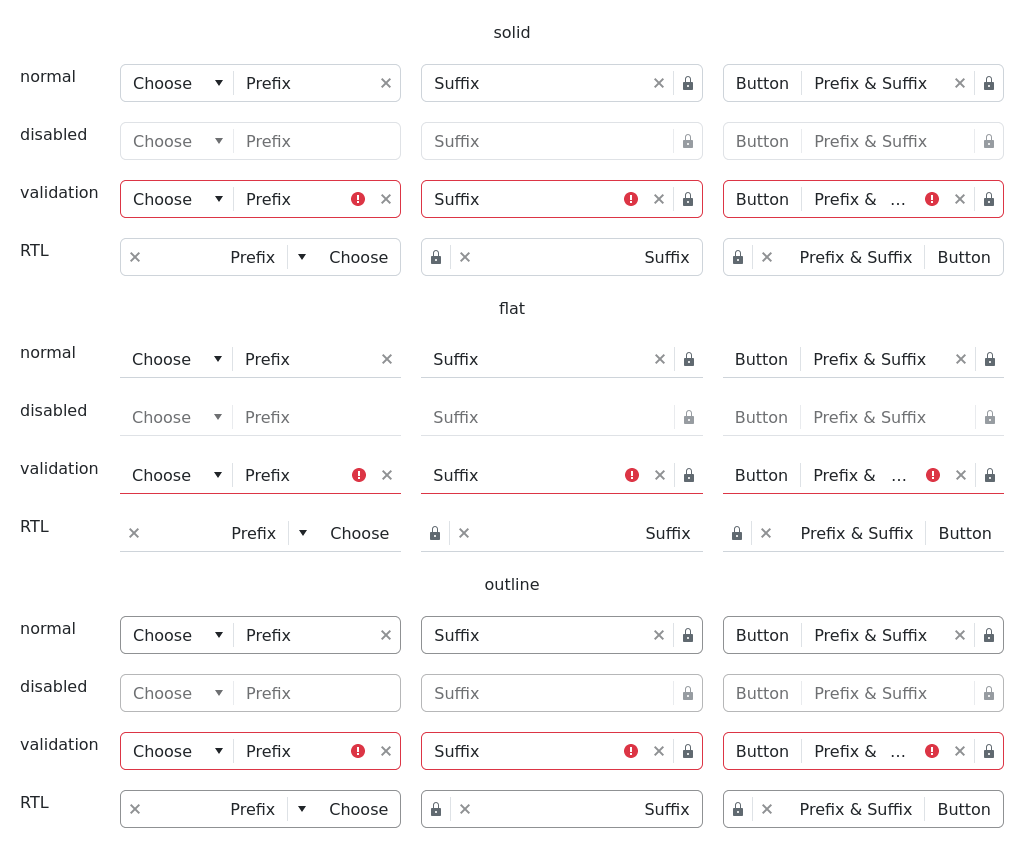 solid
normal Choose Prefix Suffix Button Prefix & Suffix
disabled Choose Prefix Suffix Button Prefix & Suffix
validation Choose Prefix Suffix Button Prefix & ...
RTL Prefix Choose Suffix Prefix & Suffix Button
flat
normal Choose Prefix Suffix Button Prefix & Suffix
disabled Choose Prefix Suffix Button Prefix & Suffix
validation Choose Prefix Suffix Button Prefix & ...
RTL Prefix Choose Suffix Prefix & Suffix Button
outline
normal Choose Prefix Suffix Button Prefix & Suffix
disabled Choose Prefix Suffix Button Prefix & Suffix
validation Choose Prefix Suffix Button Prefix & ...
RTL Prefix Choose Suffix Prefix & Suffix Button